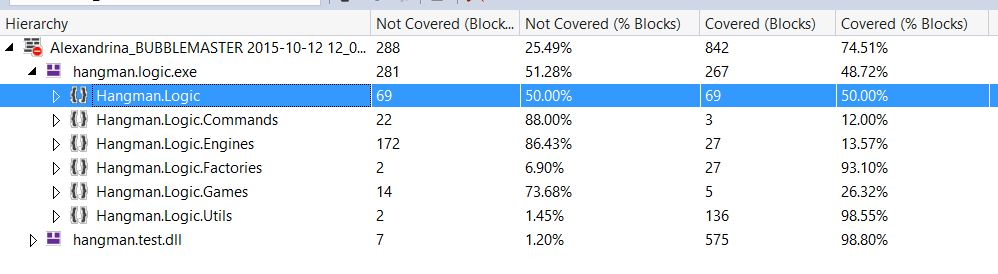 Hierarchy Not Covered (Block... Not Covered (% Blocks) Covered (Blocks) Covered (% Blocks)
Alexandrina_BUBBLEMASTER 2015-10-12 12_0... 288 25.49% 842 74.51%
hangman.logic.exe 281 51.28% 267 48.72%
Hangman.Logic 69 50.00% 69 50.00%
Hangman.Logic.Commands 22 88.00% 3 12.00%
Hangman.Logic.Engines 172 86.43% 27 13.57%
Hangman.Logic.Factories 2 6.90% 27 93.10%
Hangman.Logic.Games 14 73.68% 5 26.32%
Hangman.Logic.Utils 2 1.45% 136 98.55%
hangman.test.dll 7 1.20% 575 98.80%